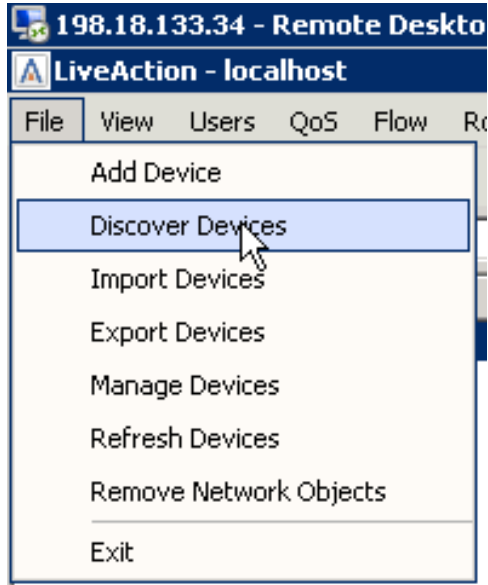 198.18.133.34 - Remote Deskto
LiveAction - localhost
File View Users QoS Flow Ro
Add Device
Discover Devices
Import Devices
Export Devices
Manage Devices
Refresh Devices
Remove Network Objects
Exit